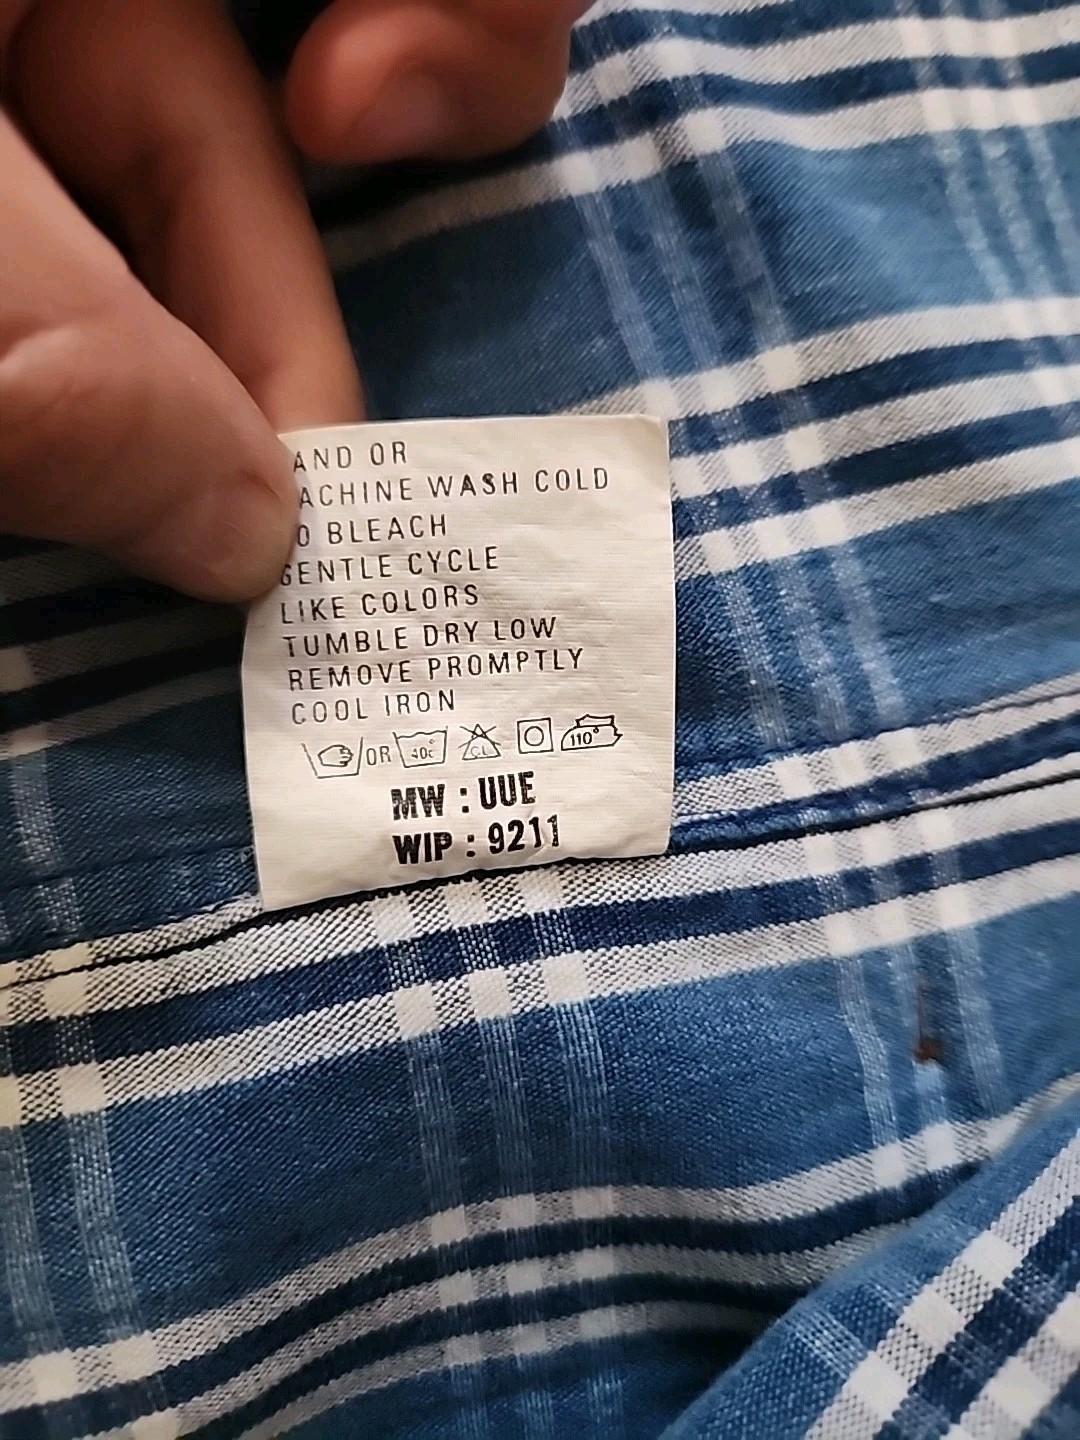 AND OR
ACHINE WASH COLD
O BLEACH
GENTLE CYCLE
LIKE COLORS
TUMBLE DRY LOW
REMOVE PROMPTLY
COOL IRON
OR 40c CL 110°
MW : UUE
WIP : 9211